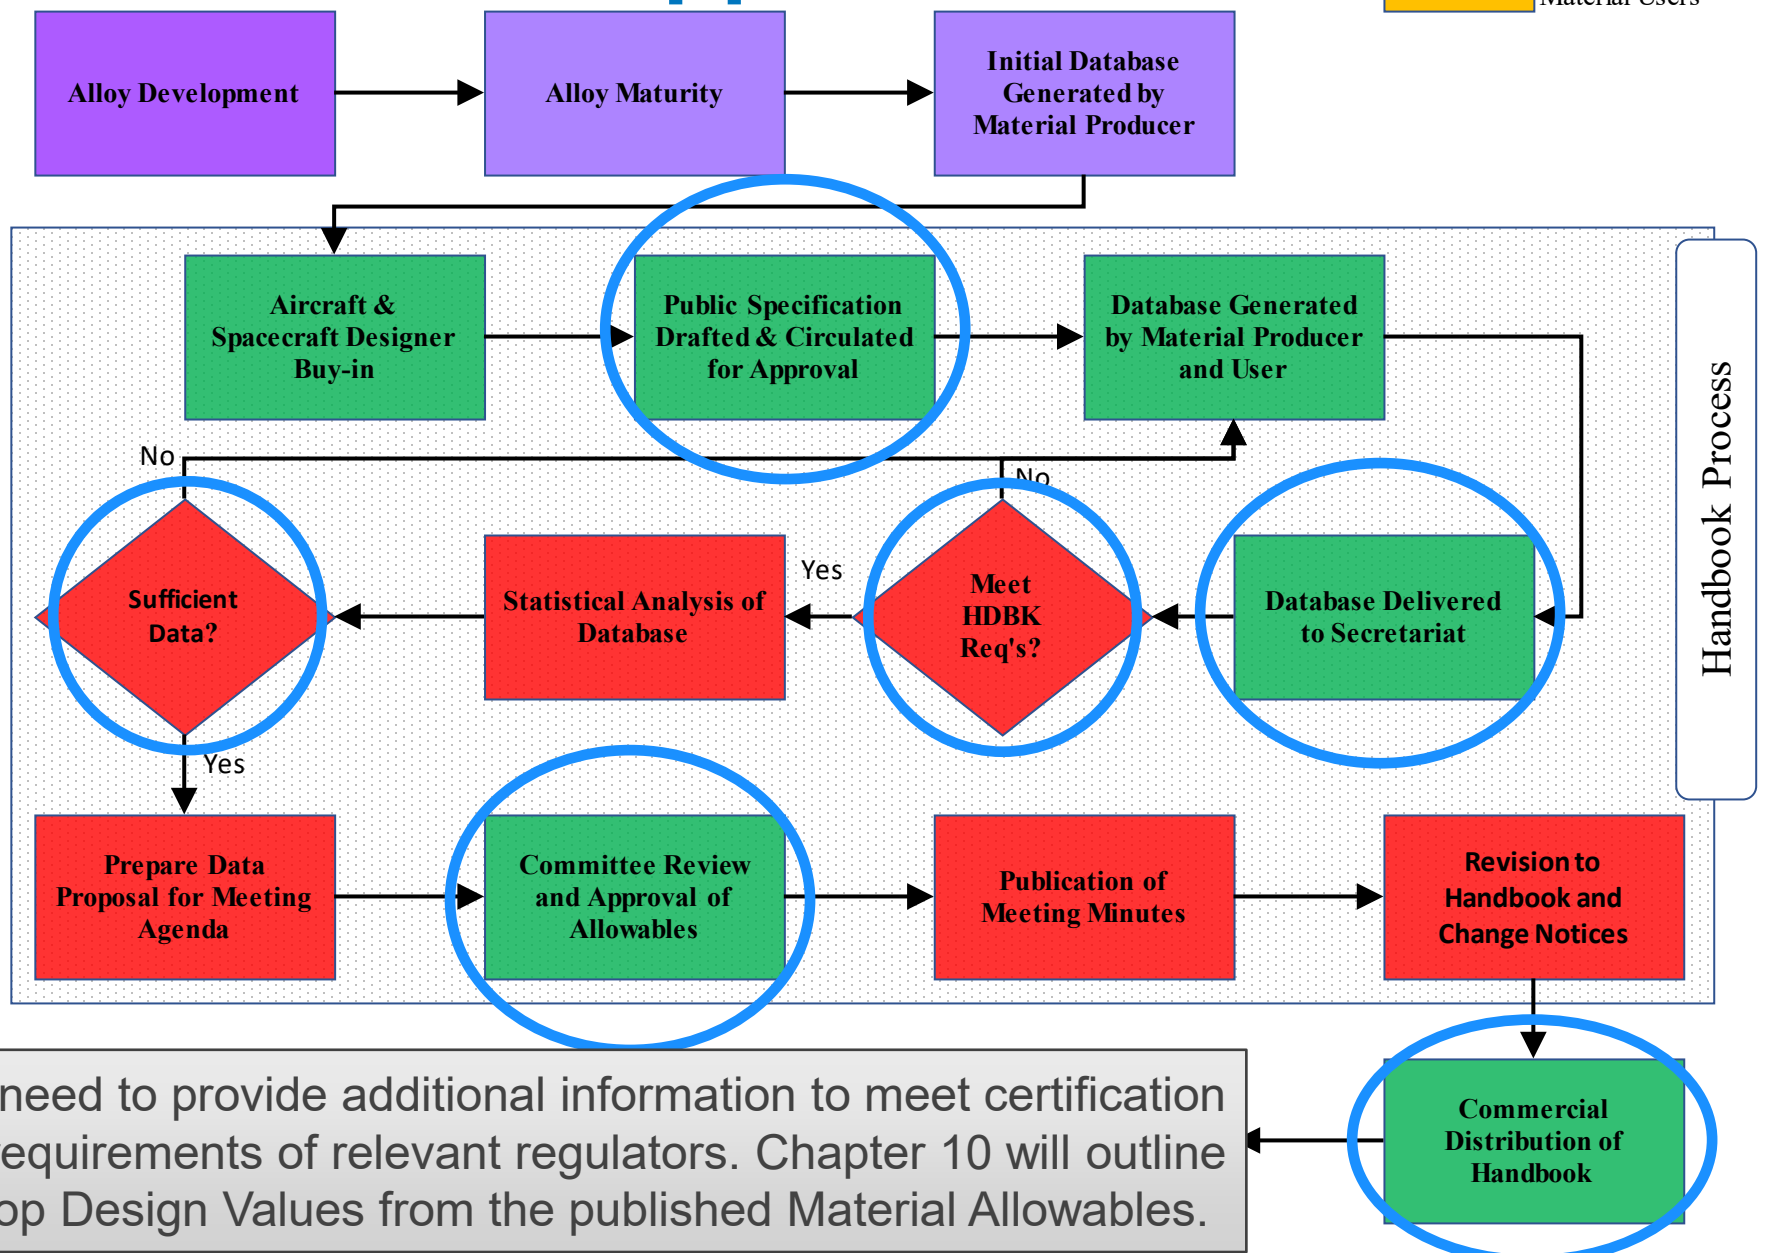 Material Users
Alloy Development
Alloy Maturity
Initial Database
Generated by
Material Producer
Aircraft &
Spacecraft Designer
Buy-in
Public Specification
Drafted & Circulated
for Approval
Database Generated
by Material Producer
and User
Handbook Process
No
No
Sufficient
Data?
Statistical Analysis of
Database
Yes
Meet
HDBK
Req's?
Database Delivered
to Secretariat
Yes
Prepare Data
Proposal for Meeting
Agenda
Committee Review
and Approval of
Allowables
Publication of
Meeting Minutes
Revision to
Handbook and
Change Notices
need to provide additional information to meet certification
equirements of relevant regulators. Chapter 10 will outline
op Design Values from the published Material Allowables.
Commercial
Distribution of
Handbook